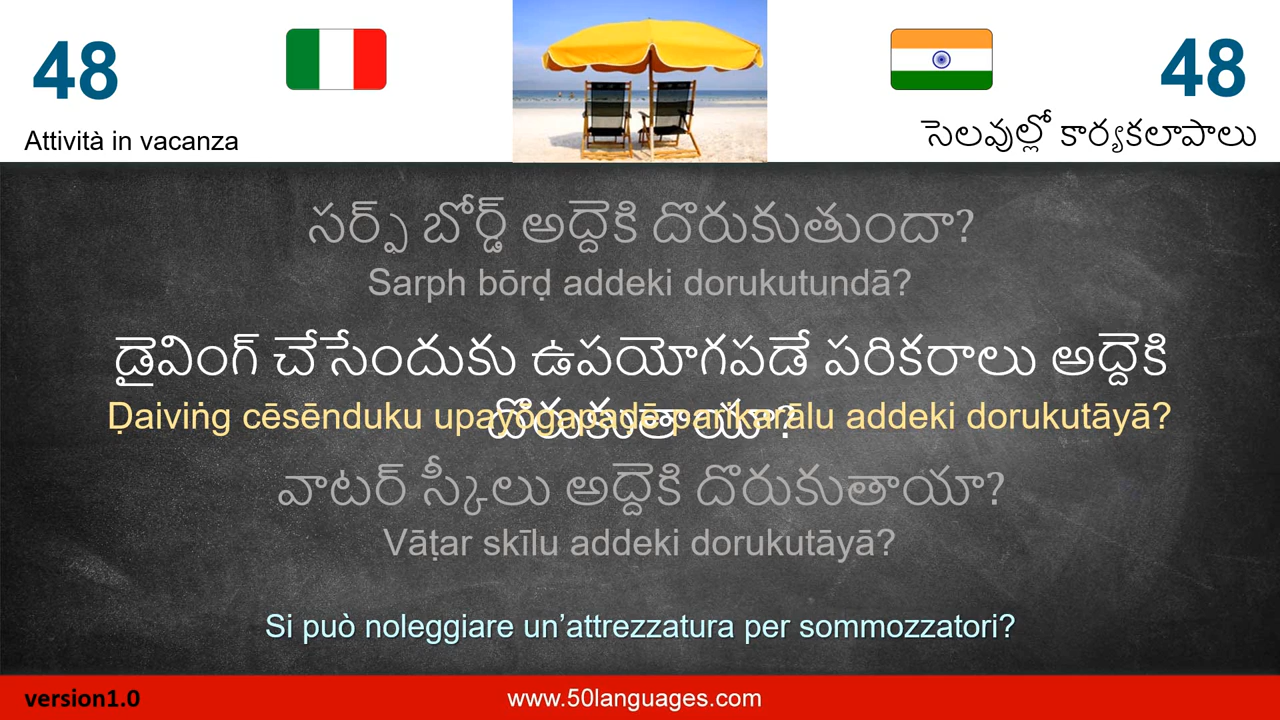 48
48
Attività in vacanza
సెలవుల్లో కార్యకలాపాలు
సర్ఫ్ బోర్డ్ అద్దెకి దొరుకుతుందా?
Sarph bōrḍ addeki dorukutundā?
డైవింగ్ చేసేందుకు ఉపయోగపడే పరికరాలు అద్దెకి
దొరుకుతాయా?
Ḍaiviṅg cēsēnduku upayōgapaḍē parikarālu addeki dorukutāyā?
వాటర్ స్కీలు అద్దెకి దొరుకుతాయా?
Vāṭar skīlu addeki dorukutāyā?
Si può noleggiare un’attrezzatura per sommozzatori?
version1.0
www.50languages.com